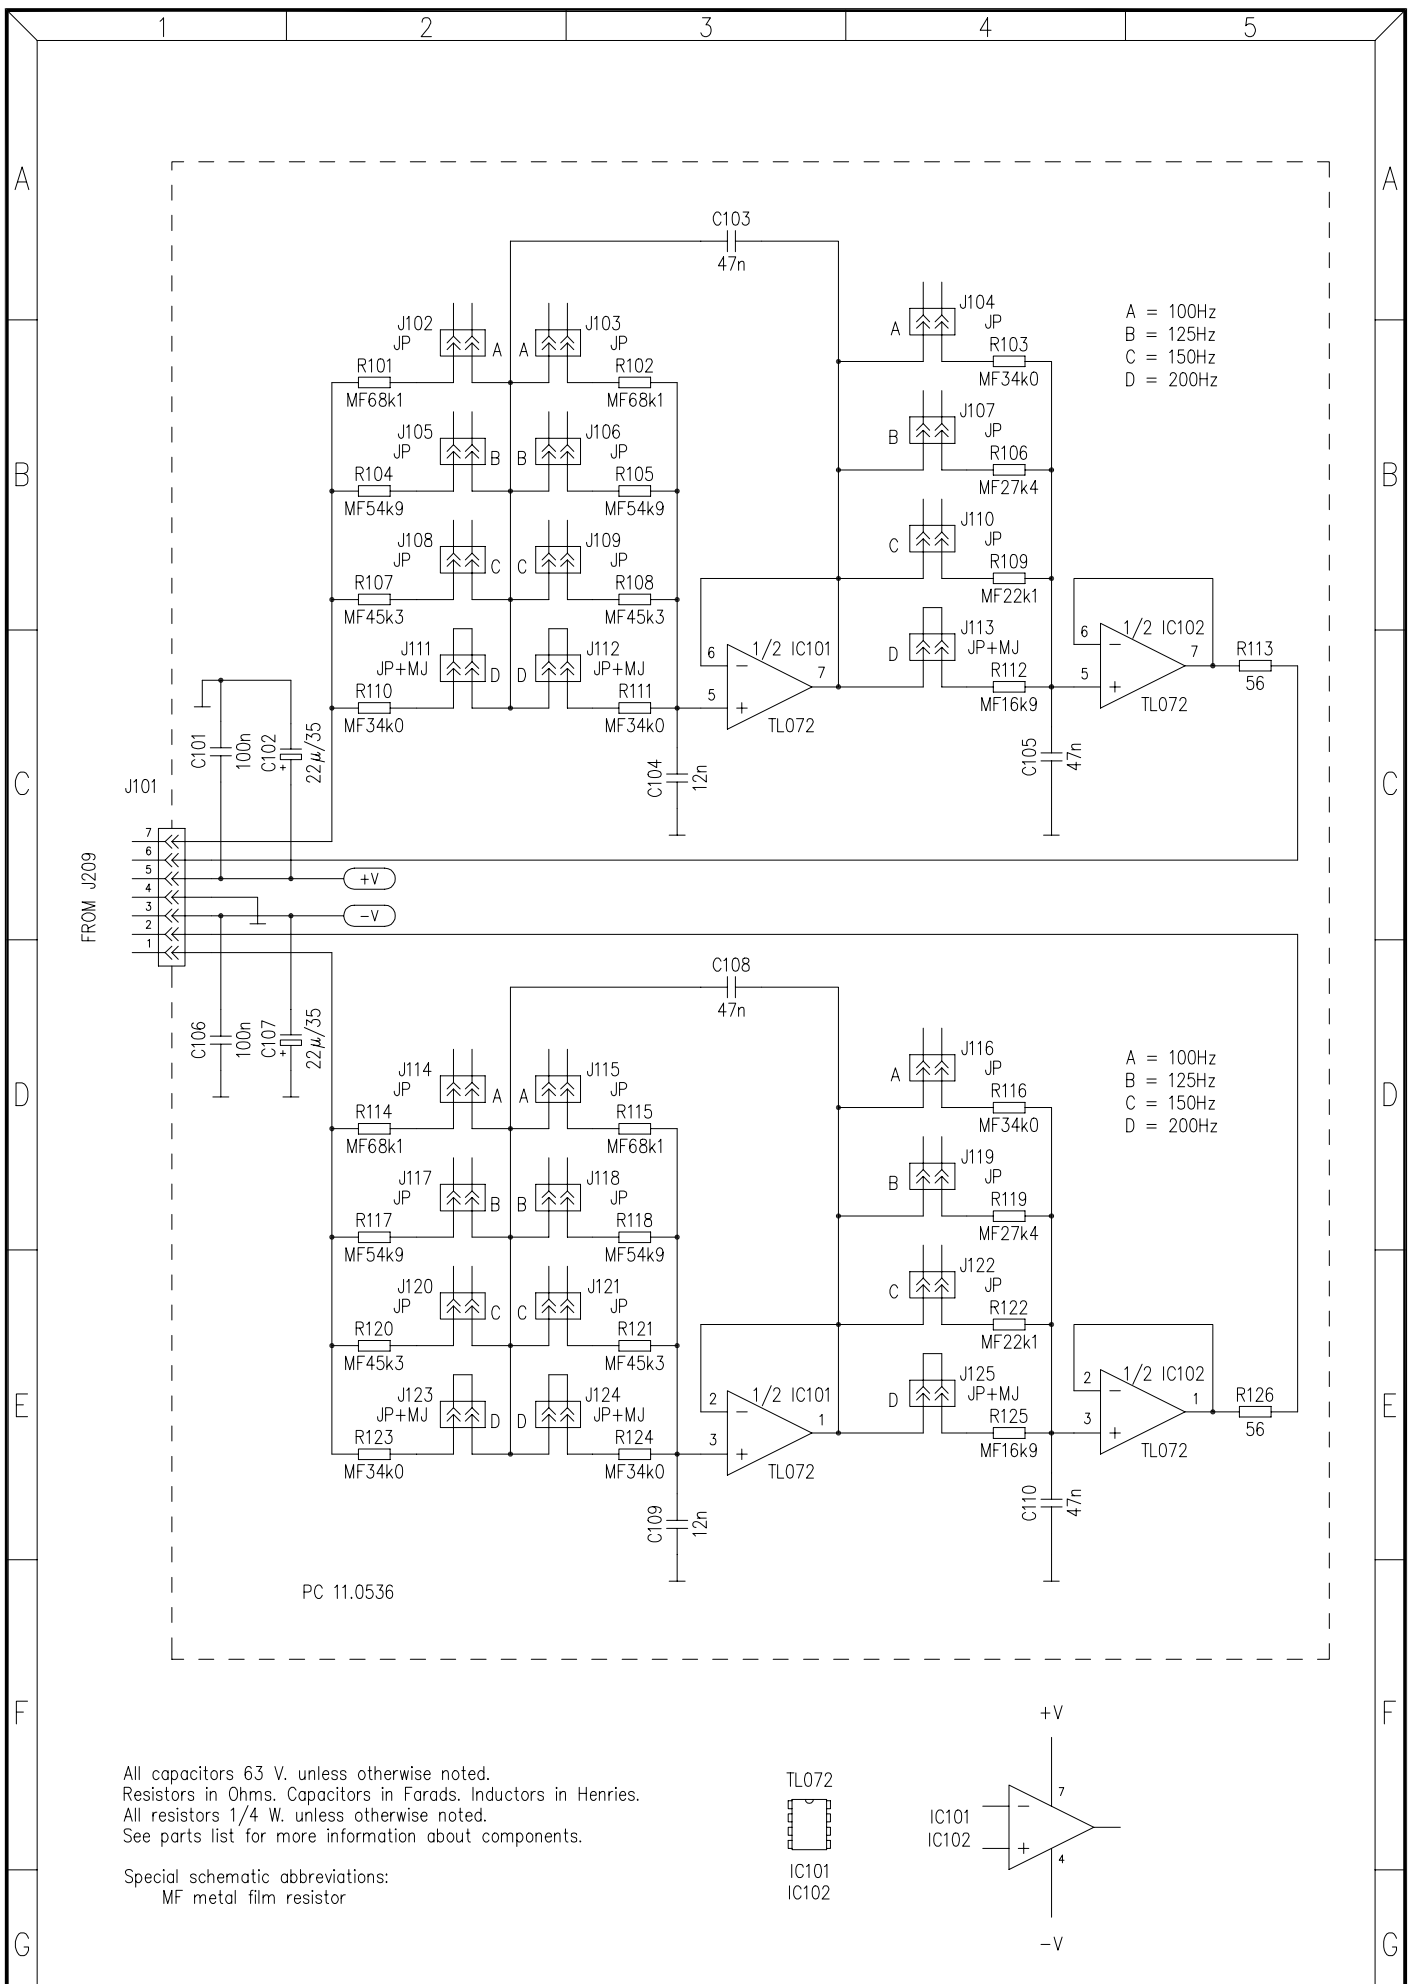 1 2 3 4 5
A A
C103
47n
J102
JP
A
A
J103
JP
A
J104
JP
A = 100Hz
B = 125Hz
C = 150Hz
D = 200Hz
R101
MF68k1
R102
MF68k1
R103
MF34k0
J105
JP
B
B
J106
JP
B
J107
JP
B B
R104
MF54k9
R105
MF54k9
R106
MF27k4
J108
JP
C
C
J109
JP
C
J110
JP
R107
MF45k3
R108
MF45k3
R109
MF22k1
J111
JP+MJ
D
D
J112
JP+MJ
D
J113
JP+MJ
R110
MF34k0
R111
MF34k0
R112
MF16k9
6
5
1/2 IC101
7
− +
TL072
6
5
1/2 IC102
7
− +
TL072
R113
56
C101
100n
C102
+
22µ/35
C104
12n
C105
47n
C C
J101
FROM J209
7
6
5
4
3
2
1
+V
−V
C106
100n
C107
+
22µ/35
C108
47n
J114
JP
A
A
J115
JP
A
J116
JP
A = 100Hz
B = 125Hz
C = 150Hz
D = 200Hz
D D
R114
MF68k1
R115
MF68k1
R116
MF34k0
J117
JP
B
B
J118
JP
B
J119
JP
R117
MF54k9
R118
MF54k9
R119
MF27k4
J120
JP
C
C
J121
JP
C
J122
JP
R120
MF45k3
R121
MF45k3
R122
MF22k1
J123
JP+MJ
D
D
J124
JP+MJ
D
J125
JP+MJ
E E
R123
MF34k0
R124
MF34k0
R125
MF16k9
2
3
1/2 IC101
1
− +
TL072
2
3
1/2 IC102
1
− +
TL072
R126
56
C109
12n
C110
47n
PC 11.0536
F F
All capacitors 63 V. unless otherwise noted.
Resistors in Ohms. Capacitors in Farads. Inductors in Henries.
All resistors 1/4 W. unless otherwise noted.
See parts list for more information about components.
Special schematic abbreviations:
MF metal film resistor
TL072
IC101
IC102
+V
7
IC101
IC102
− +
4
−V
G G